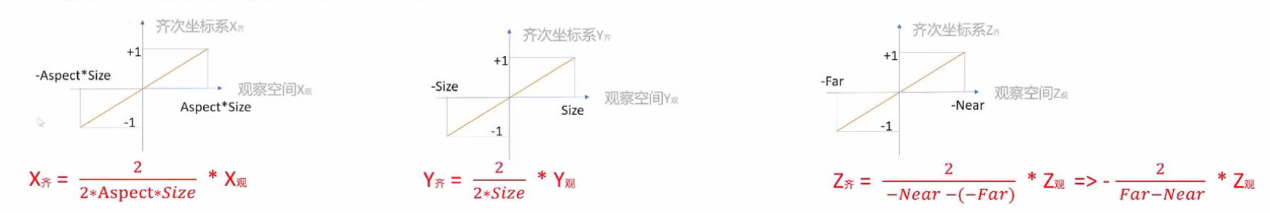 齐次坐标系X齐
+1
-Aspect*Size
观察空间X观
Aspect*Size
-1
X齐 = 2 / 2*Aspect*Size * X观
齐次坐标系Y齐
+1
-Size
观察空间Y观
Size
-1
Y齐 = 2 / 2*Size * Y观
齐次坐标系Z齐
+1
-Far
观察空间Z观
-Near
-1
Z齐 = 2 / -Near -(-Far) * Z观 => - 2 / Far-Near * Z观